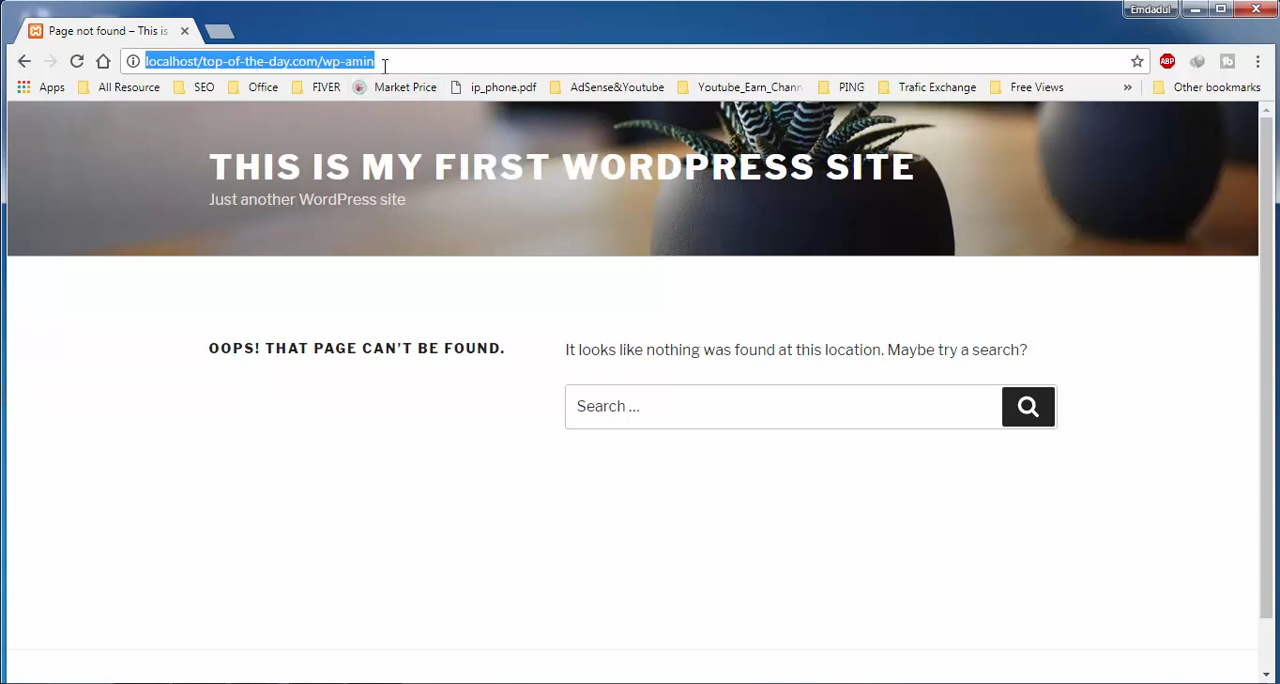 Emdadul
Page not found – This is
localhost/top-of-the-day.com/wp-amin
ABP
Apps All Resource SEO Office FIVER Market Price ip_phone.pdf AdSense&Youtube Youtube_Earn_Chann PING Trafic Exchange Free Views » Other bookmarks
THIS IS MY FIRST WORDPRESS SITE
Just another WordPress site
OOPS! THAT PAGE CAN'T BE FOUND.
It looks like nothing was found at this location. Maybe try a search?
Search …